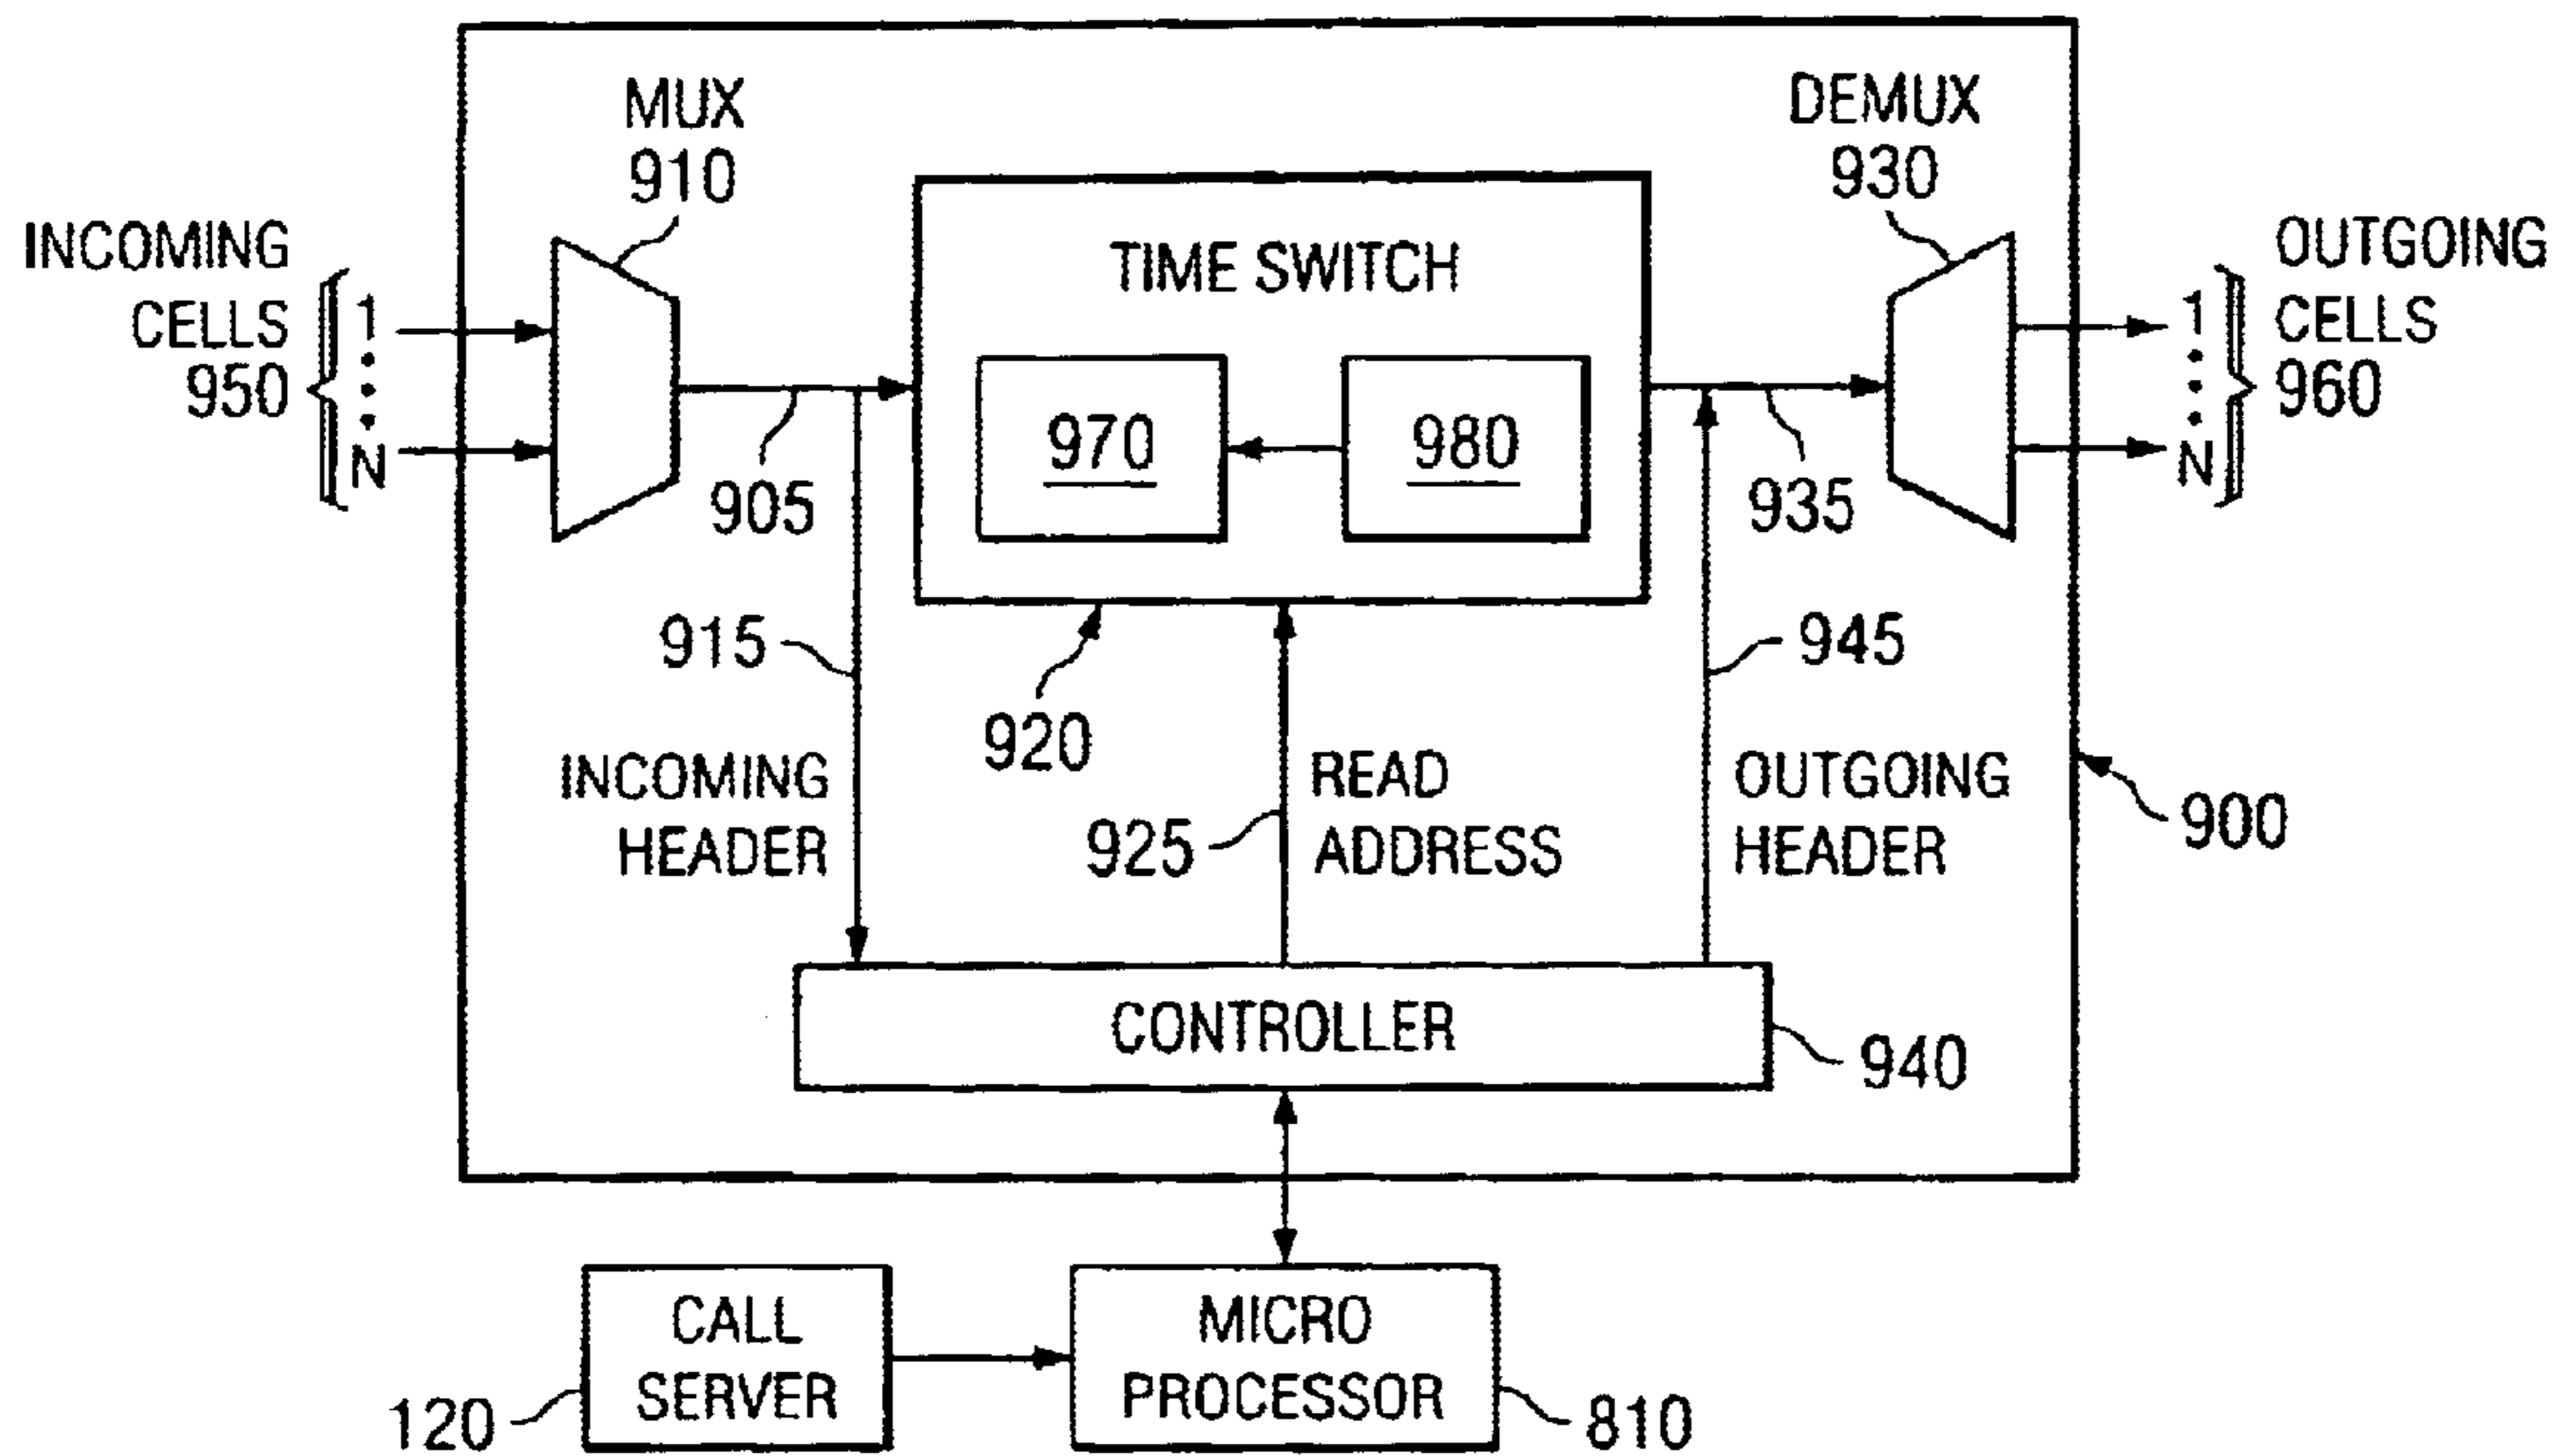 MUX
910
DEMUX
930
INCOMING
CELLS
950
1
N
TIME SWITCH
970
980
905
935
1
N
OUTGOING
CELLS
960
915
920
945
INCOMING
HEADER
READ
ADDRESS
925
OUTGOING
HEADER
900
CONTROLLER
940
CALL
SERVER
120
MICRO
PROCESSOR
810